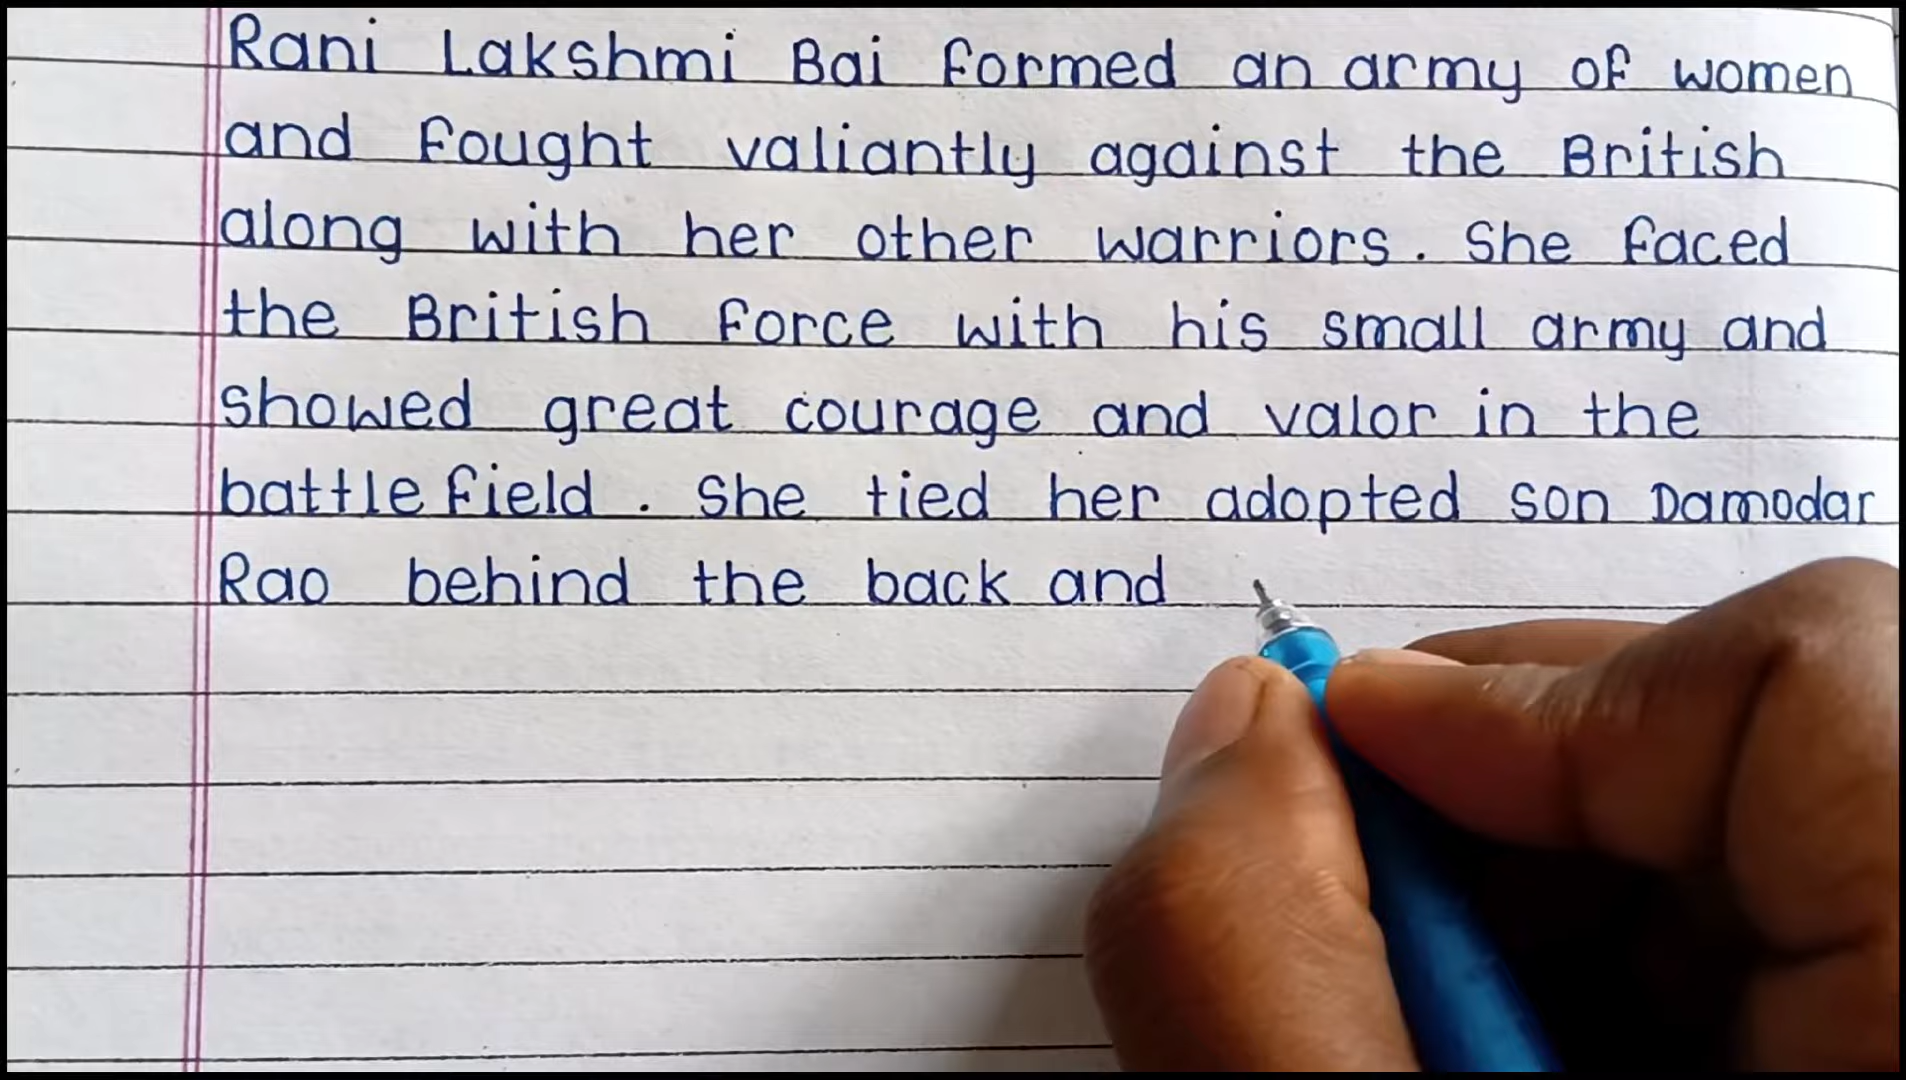 Rani Lakshmi Bai formed an army of women
and fought valiantly against the British
along with her other warriors. She faced
the British force with his small army and
showed great courage and valor in the
battle field. She tied her adopted son Damodar
Rao behind the back and